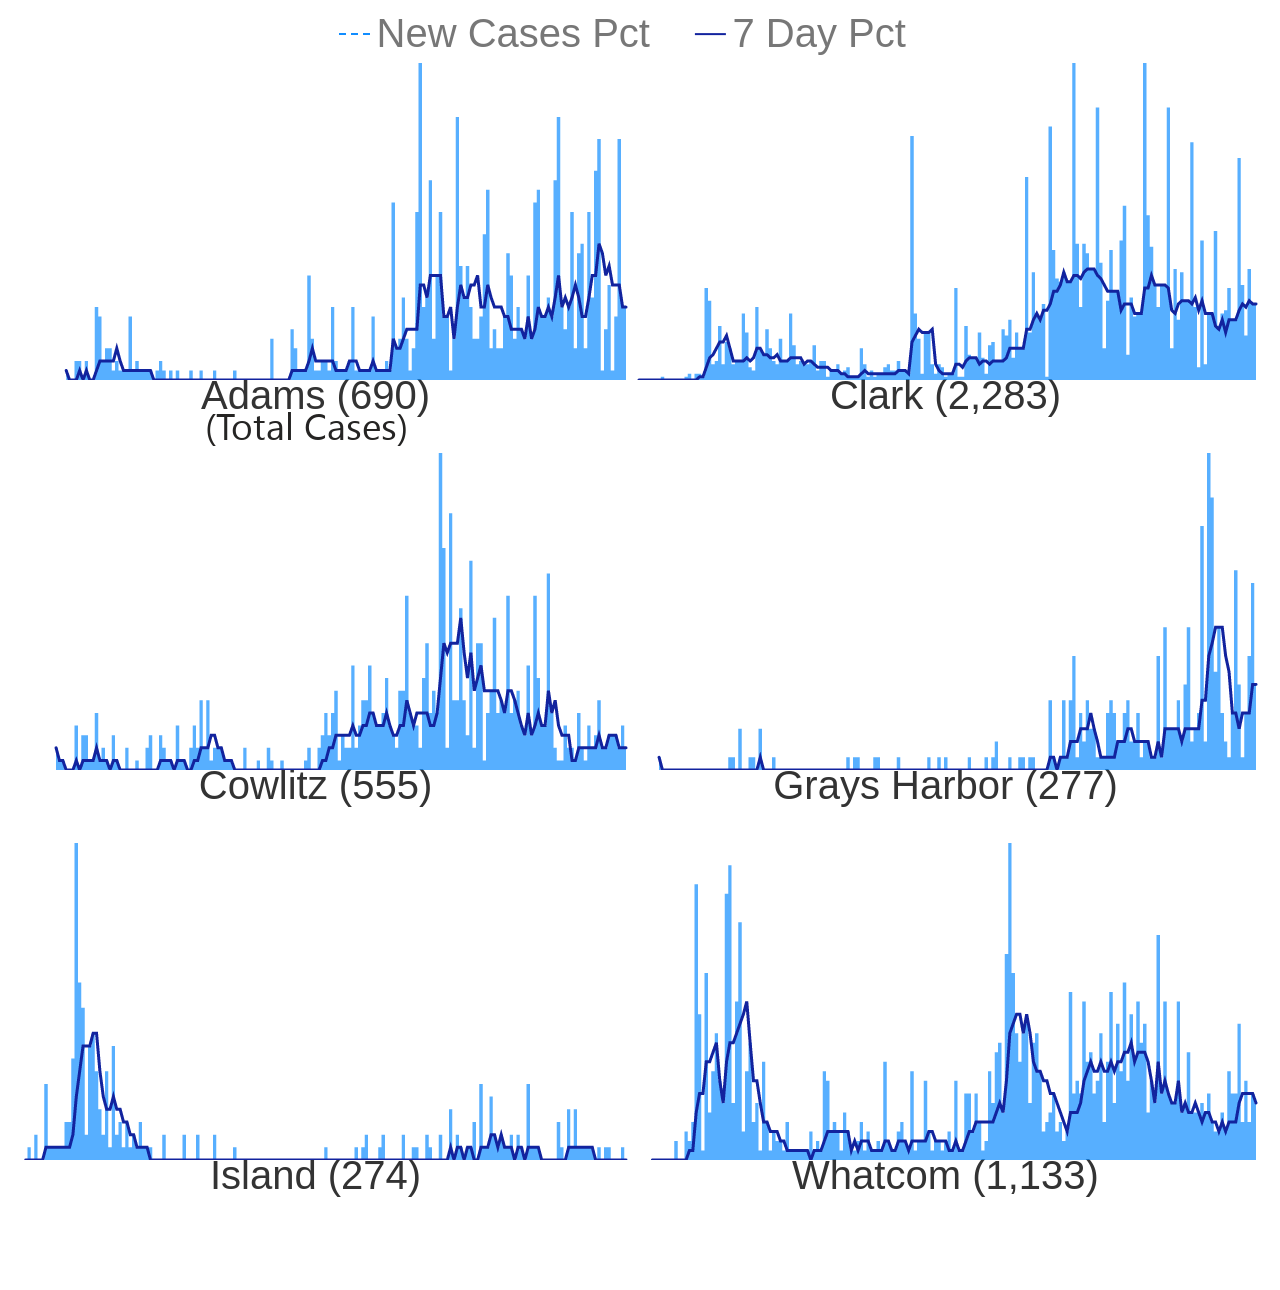 New Cases Pct 7 Day Pct
Adams (690) Clark (2,283)
(Total Cases)
Cowlitz (555) Grays Harbor (277)
Island (274) Whatcom (1,133)